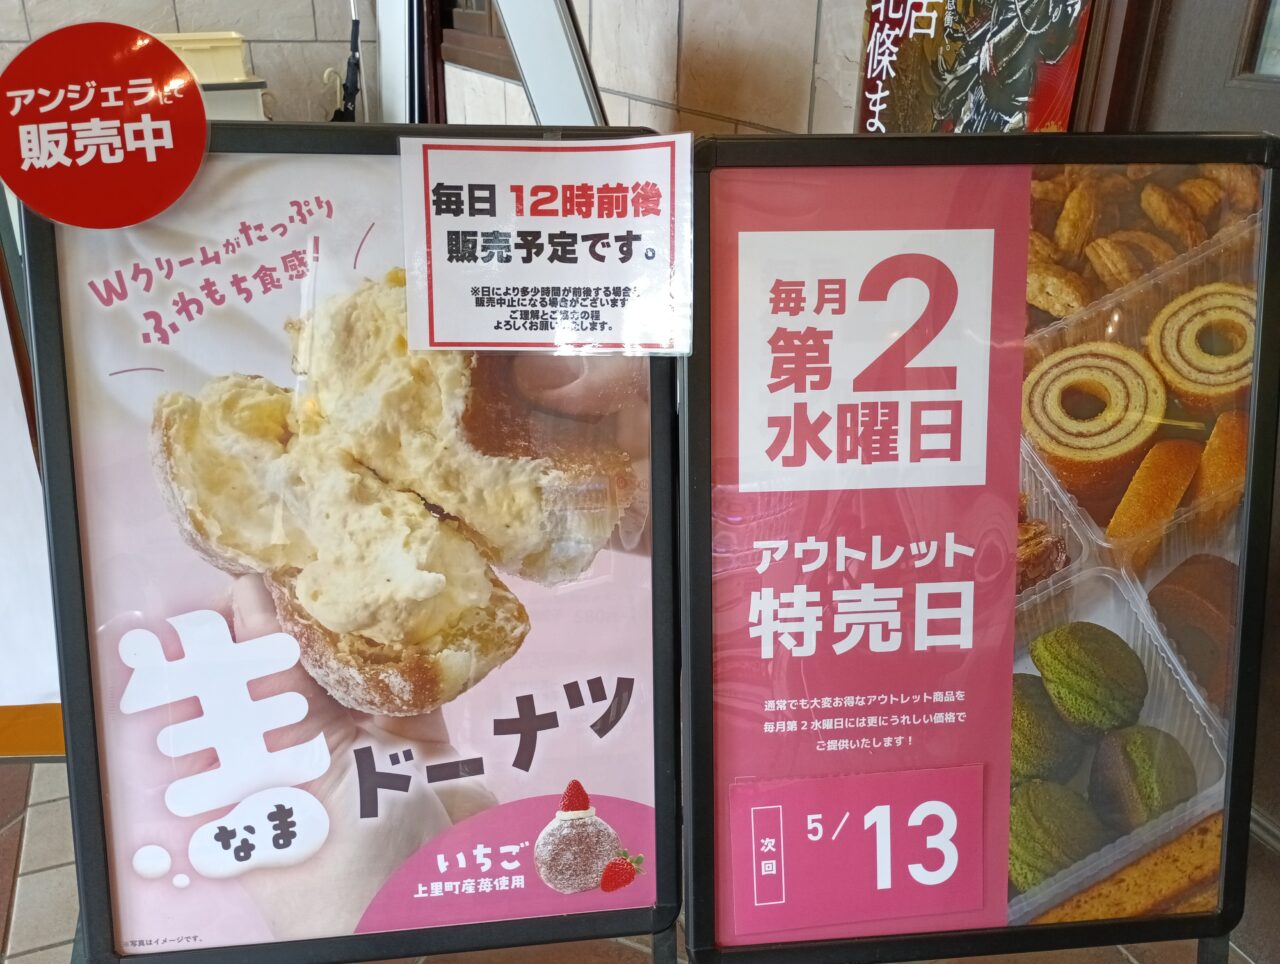 アンジェラにて
販売中
Wクリームがたっぷり
ふわもち食感!
毎日 12時前後
販売予定です。
※日により多少時間が前後する場合
販売中止になる場合がございます
ご理解とご協力の程
よろしくお願いいたします。
生
なま
ドーナツ
いちご
上里町産苺使用
※写真はイメージです。
店
北條ま
毎月
第2
水曜日
アウトレット
特売日
通常でも大変お得なアウトレット商品を
毎月第2水曜日には更にうれしい価格で
ご提供いたします!
次回
5/13